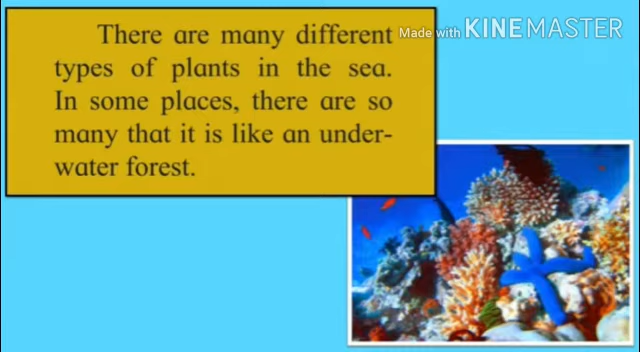 There are many different
types of plants in the sea.
In some places, there are so
many that it is like an under-
water forest.
Made with KINEMASTER